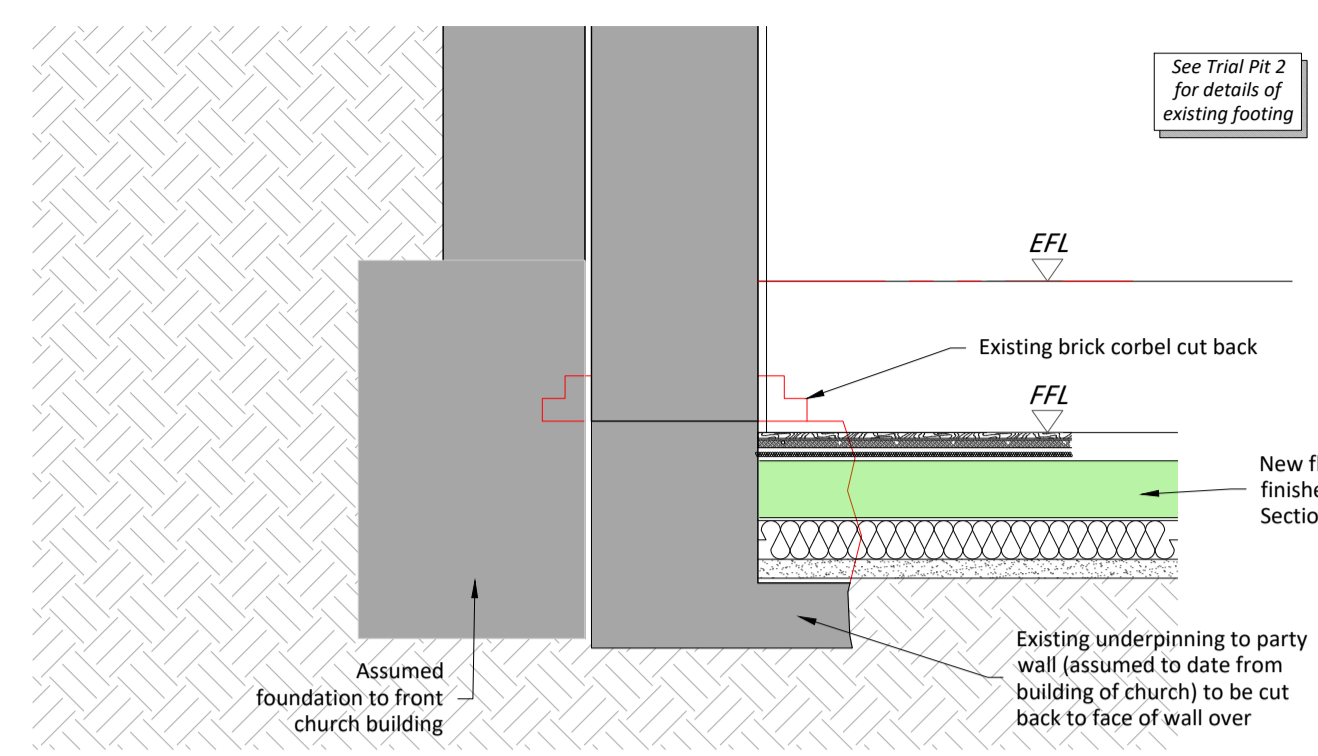 See Trial Pit 2
for details of
existing footing
EFL
Existing brick corbel cut back
FFL
New
finishe
Sectio
Existing underpinning to party
wall (assumed to date from
building of church) to be cut
back to face of wall over
Assumed
foundation to front
church building